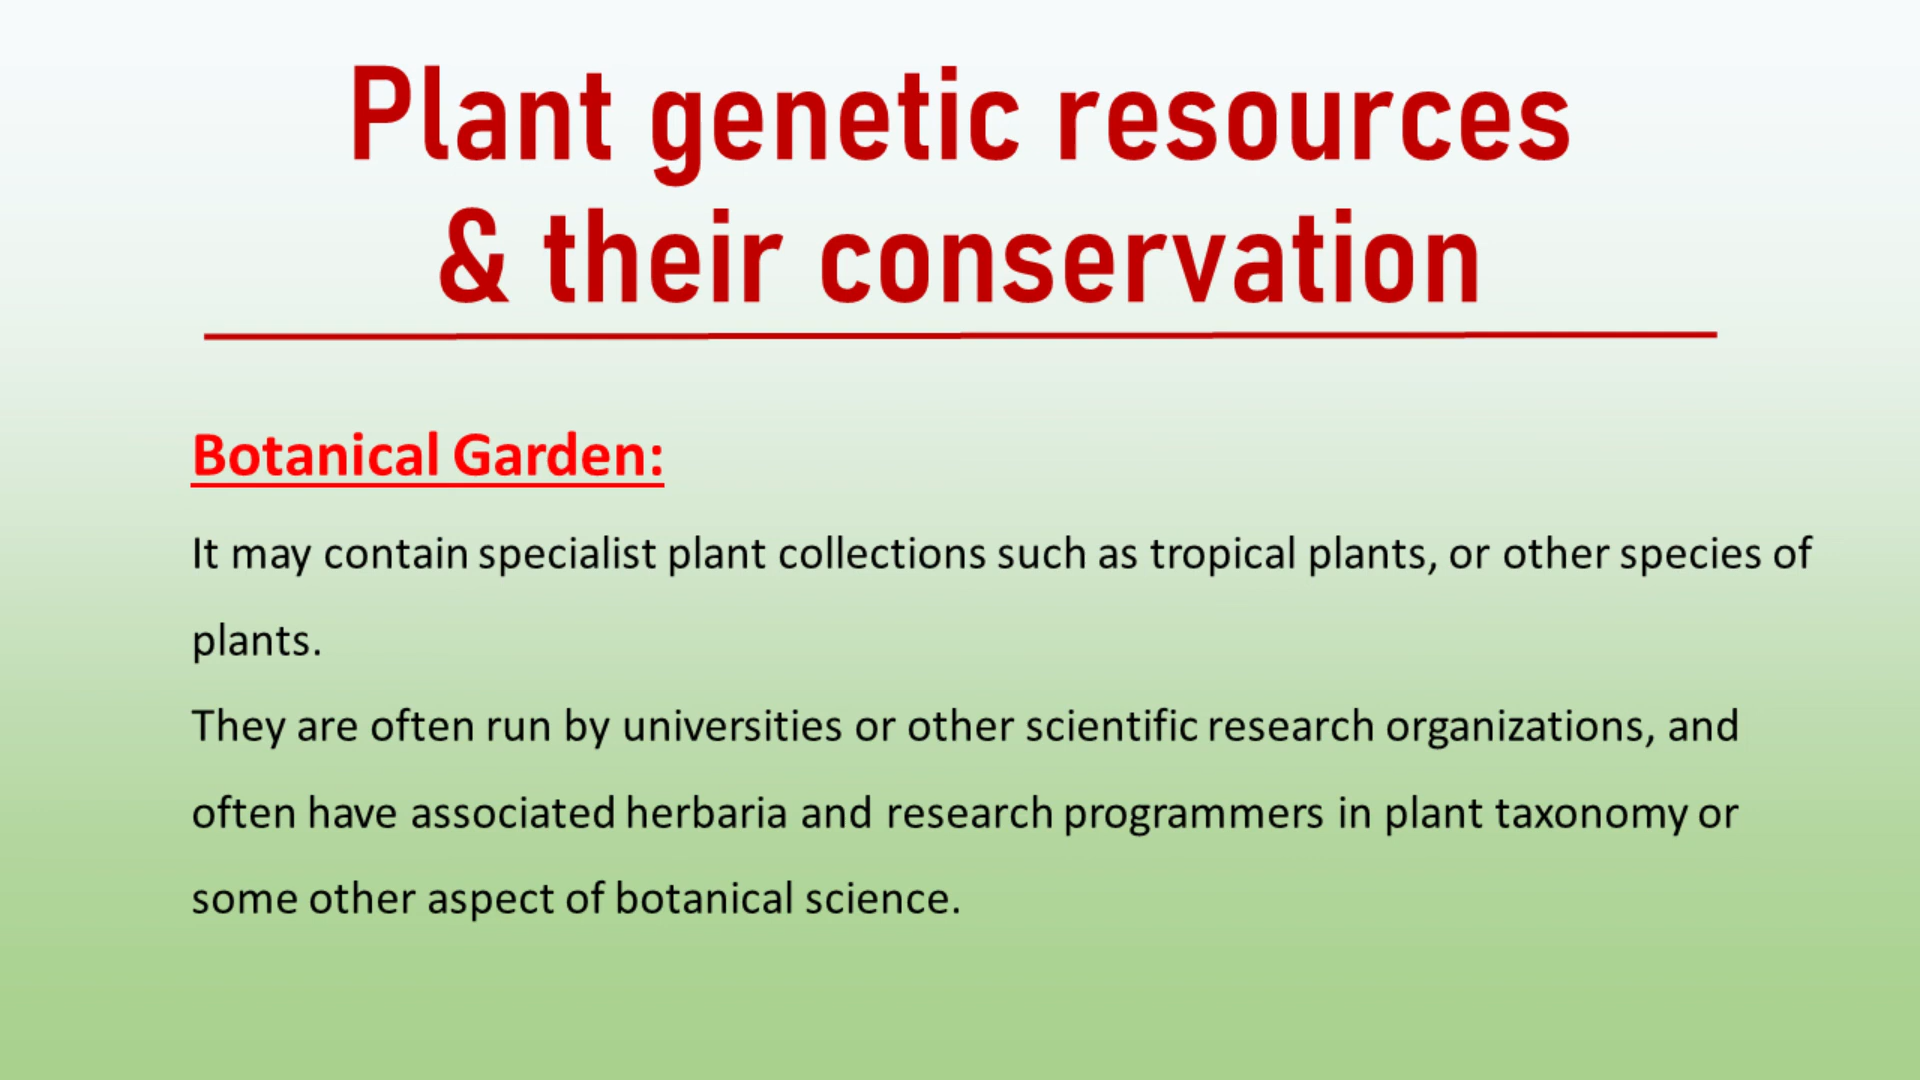 Plant genetic resources
& their conservation
Botanical Garden:
It may contain specialist plant collections such as tropical plants, or other species of
plants.
They are often run by universities or other scientific research organizations, and
often have associated herbaria and research programmers in plant taxonomy or
some other aspect of botanical science.